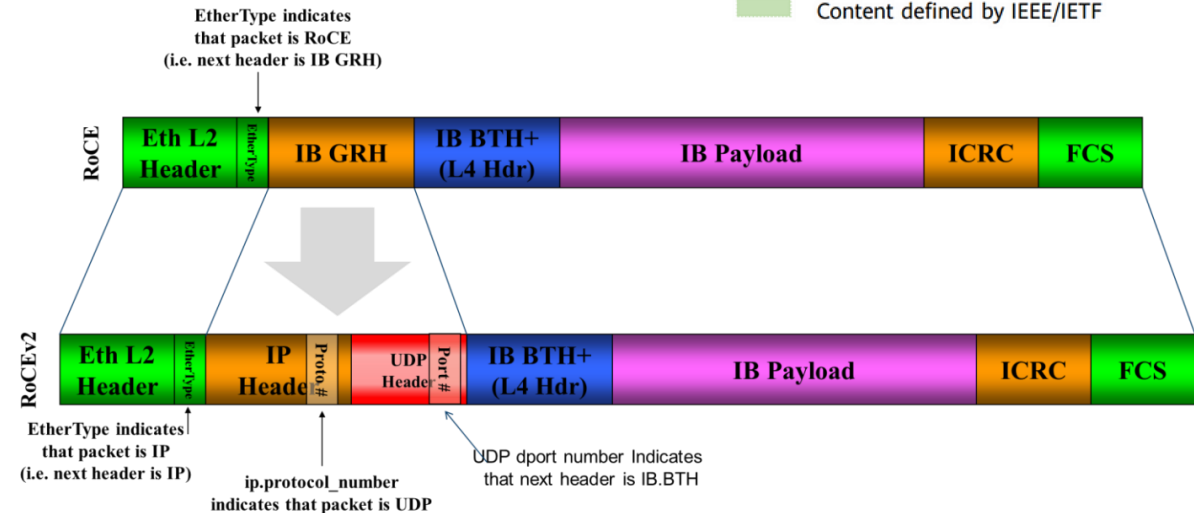 EtherType indicates
that packet is RoCE
(i.e. next header is IB GRH)
Content defined by IEEE/IETF
RoCE
Eth L2
Header
EtherType
IB GRH
IB BTH+
(L4 Hdr)
IB Payload
ICRC
FCS
RoCEv2
Eth L2
Header
EtherType
IP
Heade
Proto #
UDP
Header
Port #
IB BTH+
(L4 Hdr)
IB Payload
ICRC
FCS
EtherType indicates
that packet is IP
(i.e. next header is IP)
ip.protocol_number
indicates that packet is UDP
UDP dport number Indicates
that next header is IB.BTH